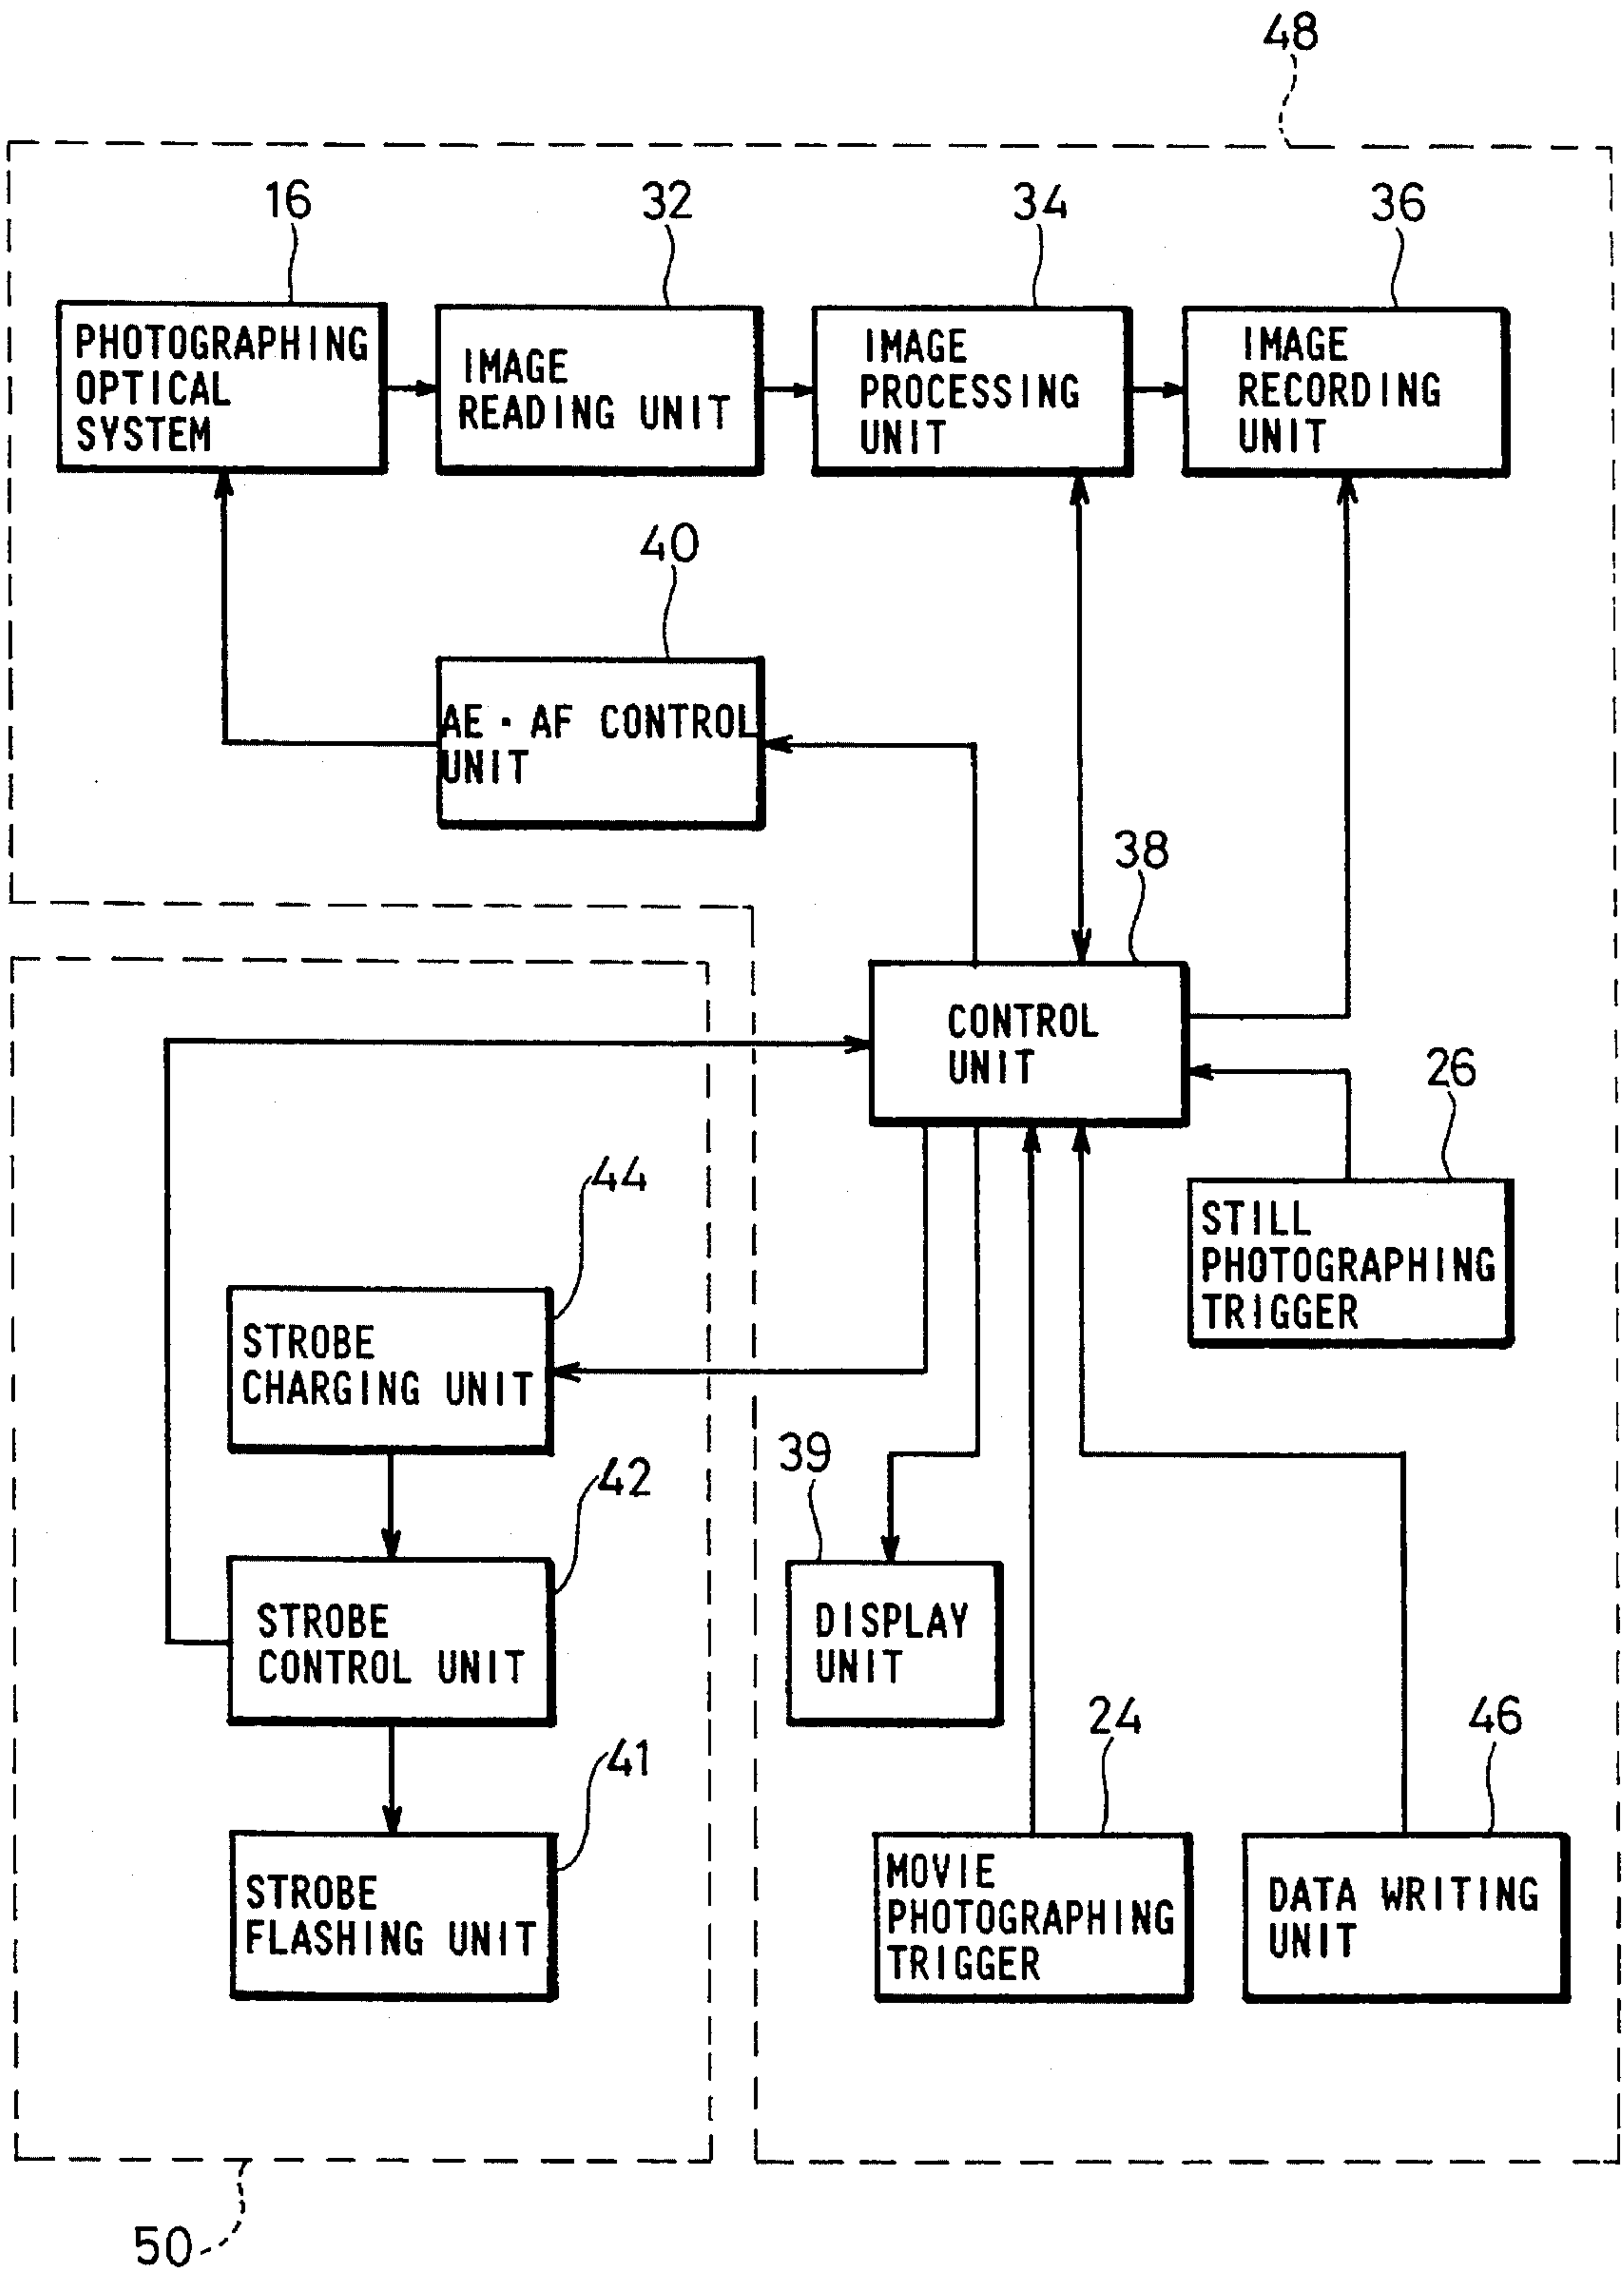 48
16
32
34
36
PHOTOGRAPHING
OPTICAL
SYSTEM
IMAGE
READING UNIT
IMAGE
PROCESSING
UNIT
IMAGE
RECORDING
UNIT
40
AE · AF CONTROL
UNIT
38
CONTROL
UNIT
26
STILL
PHOTOGRAPHING
TRIGGER
44
STROBE
CHARGING UNIT
39
42
DISPLAY
UNIT
STROBE
CONTROL UNIT
24
46
41
MOVIE
PHOTOGRAPHING
TRIGGER
DATA WRITING
UNIT
STROBE
FLASHING UNIT
50